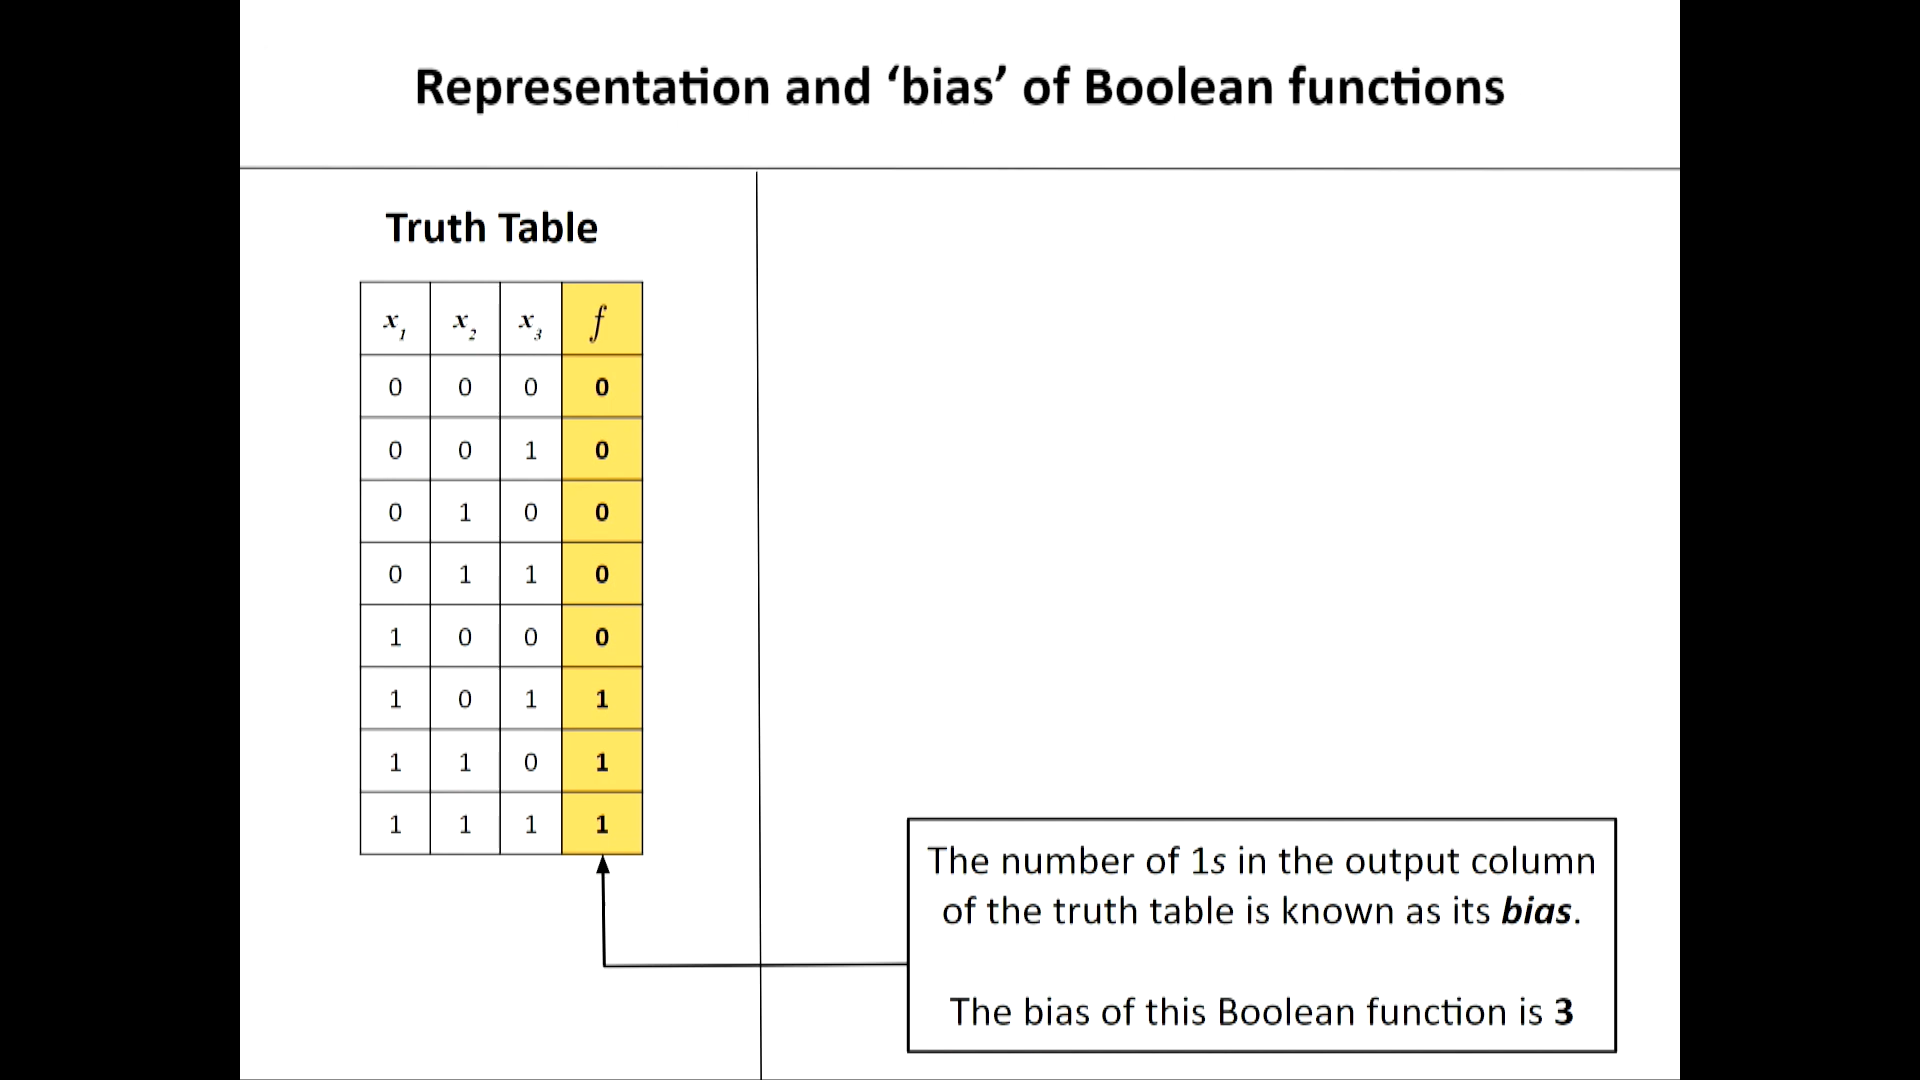 Representation and ‘bias’ of Boolean functions
Truth Table
x1 x2 x3 f
0 0 0 0
0 0 1 0
0 1 0 0
0 1 1 0
1 0 0 0
1 0 1 1
1 1 0 1
1 1 1 1
The number of 1s in the output column
of the truth table is known as its bias.
The bias of this Boolean function is 3